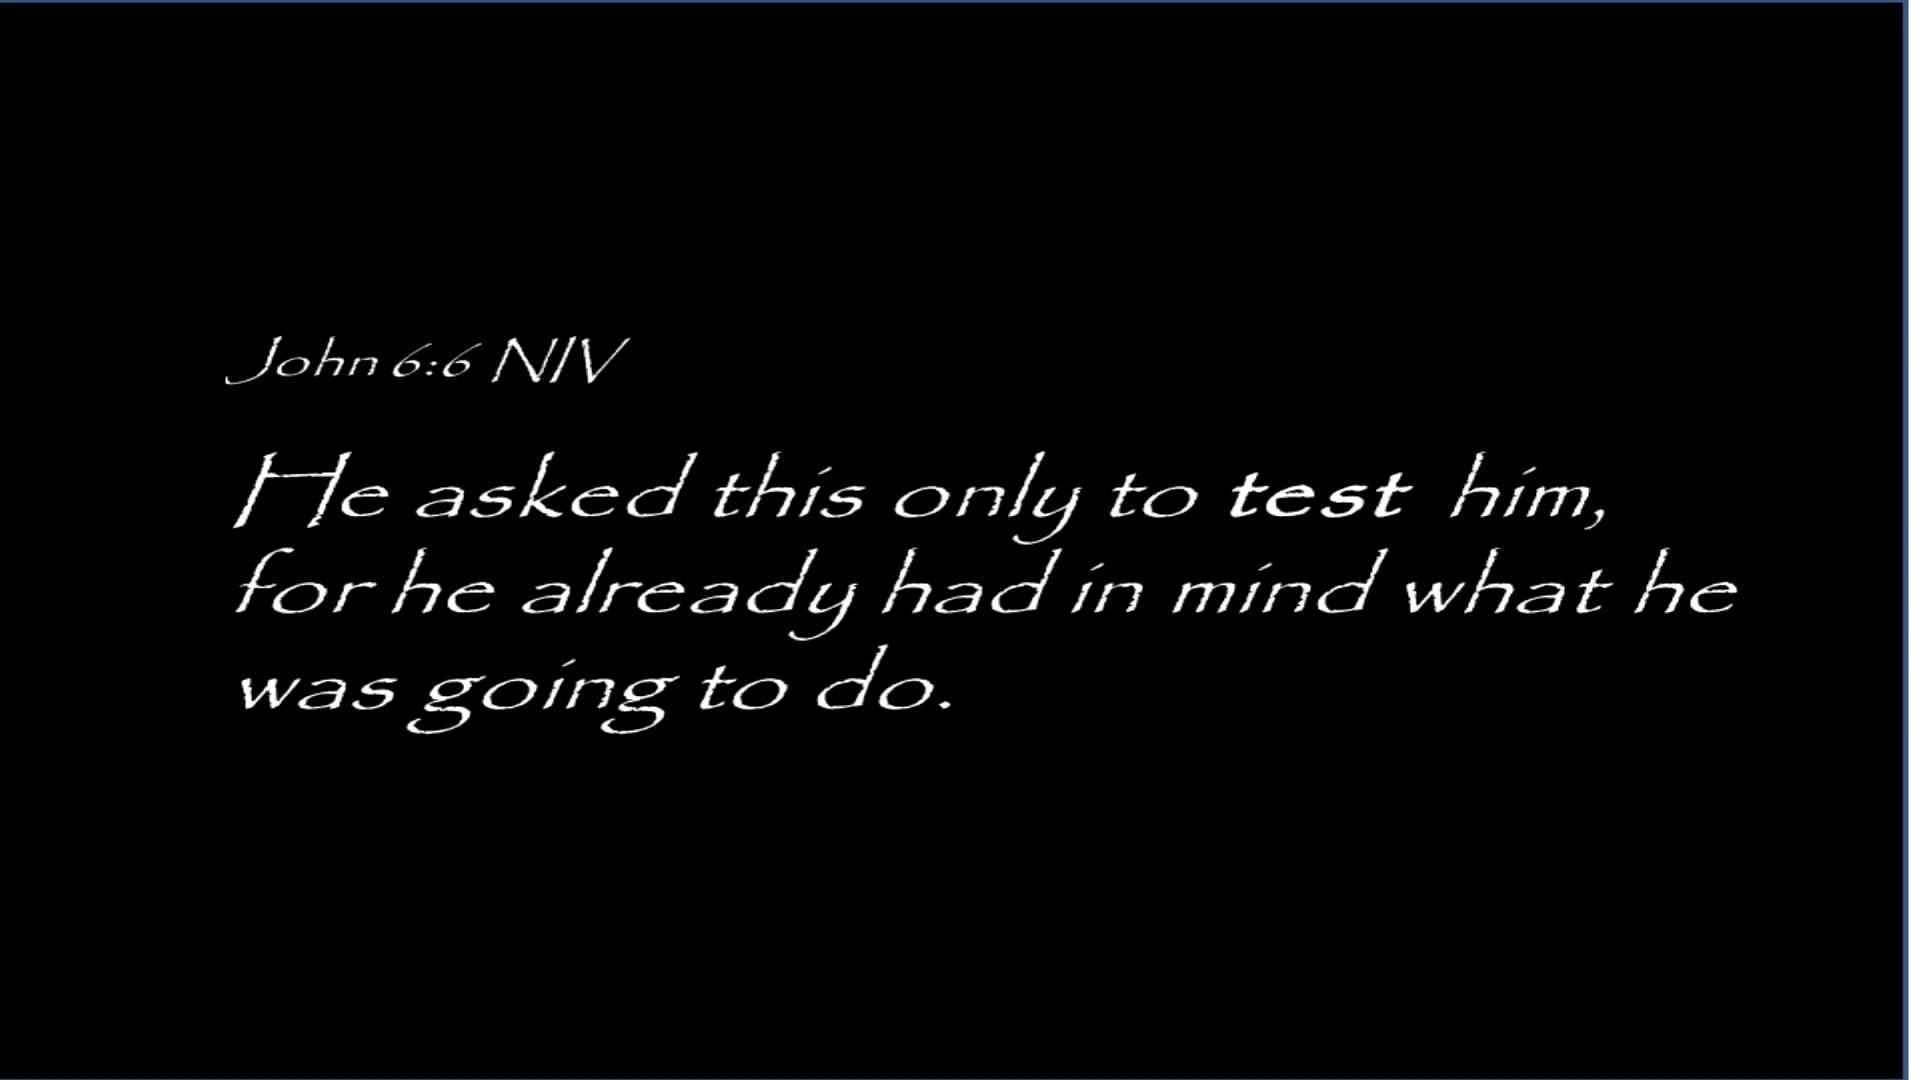 John 6:6 NIV
He asked this only to test him,
for he already had in mind what he
was going to do.